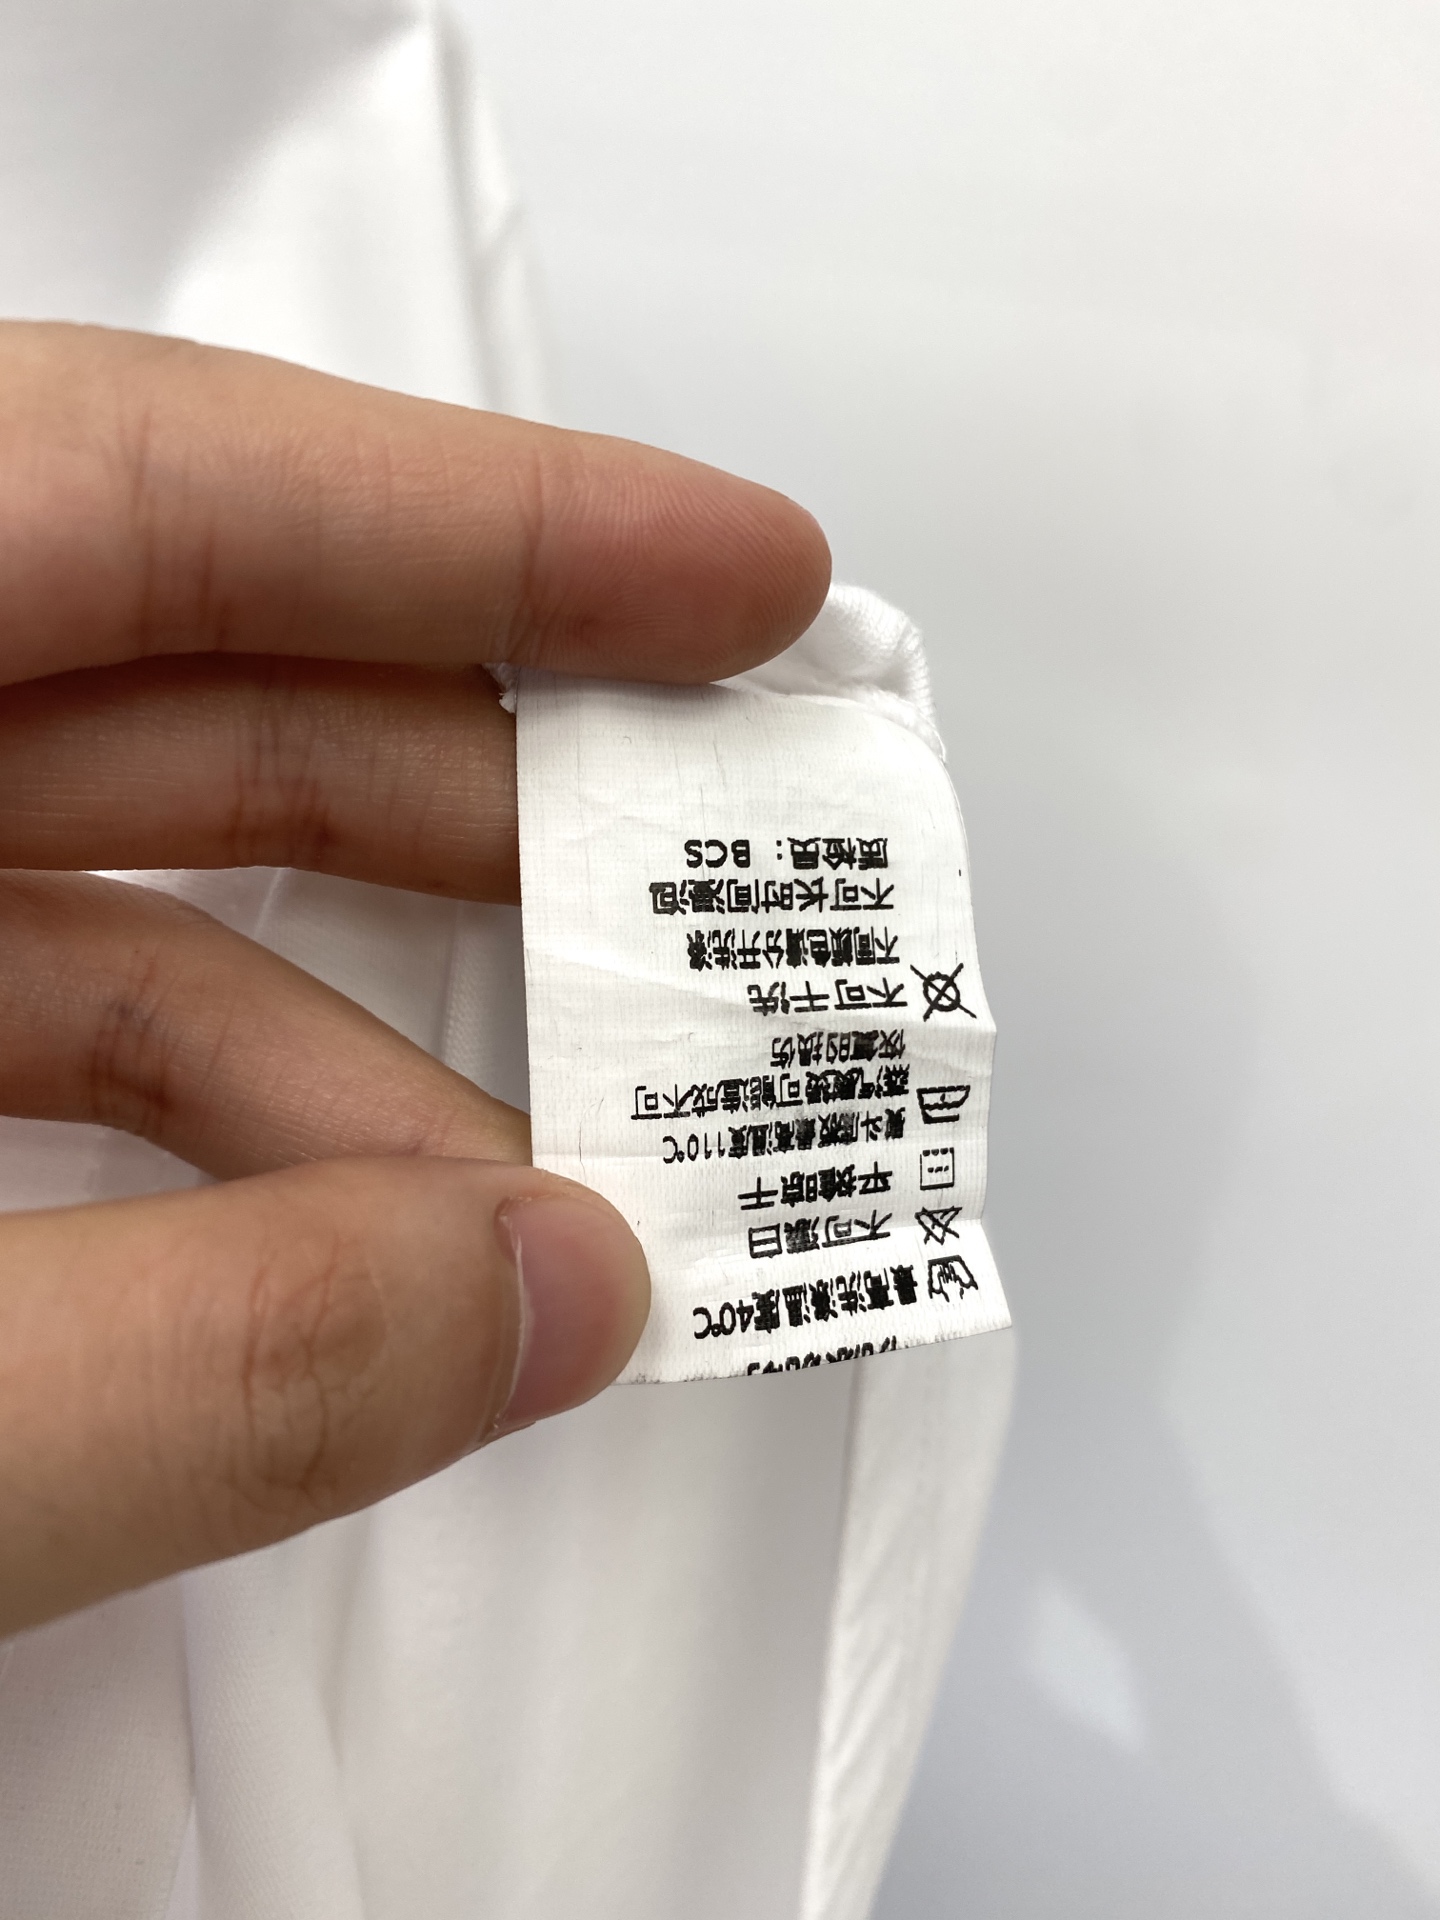 最高洗涤温度40℃
不可漂白
平摊晾干
熨斗底板最高温度110℃
蒸汽熨烫可能造成不可
恢复的损伤
不可干洗
不同颜色请分开洗涤
不可长时间浸泡
质检员：BCS